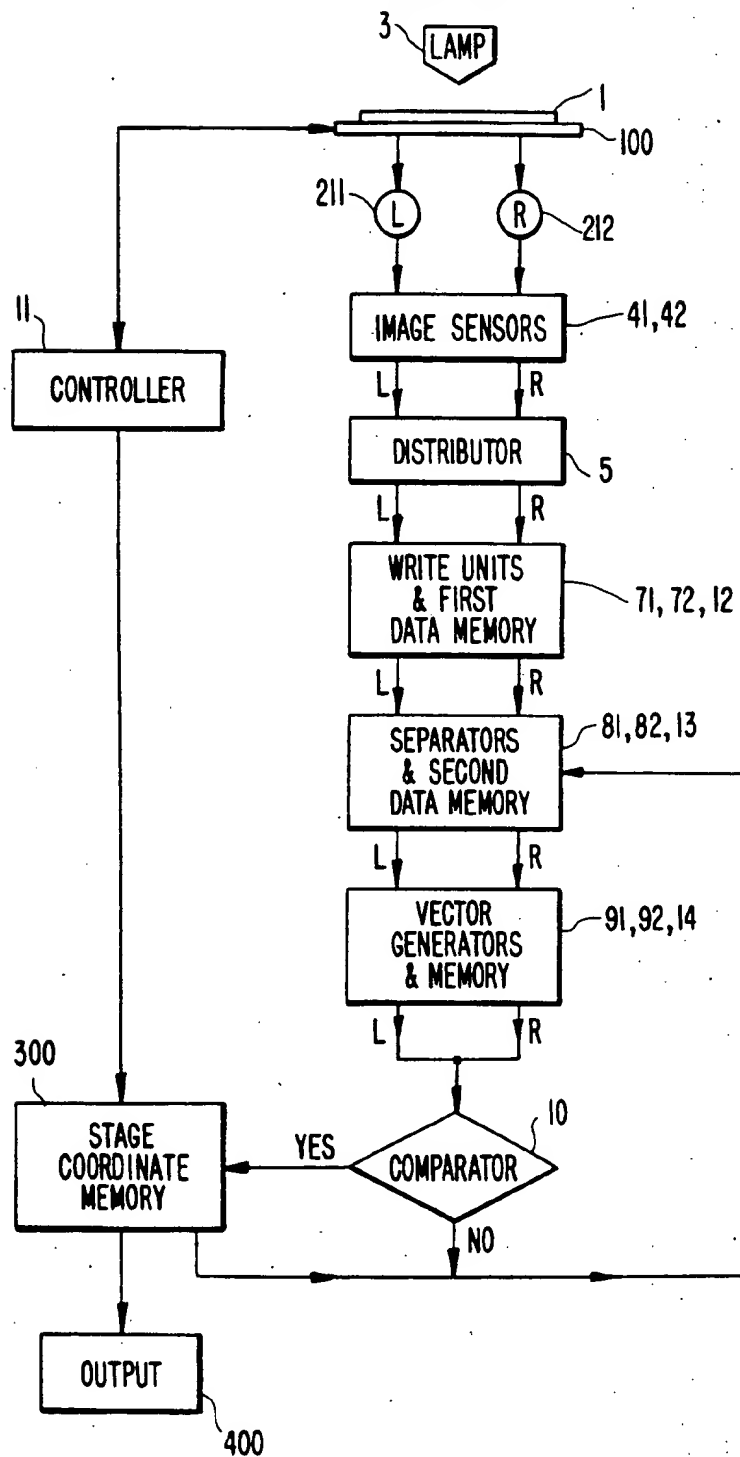 3
LAMP
1
100
211
L
R
212
11
IMAGE SENSORS
41,42
CONTROLLER
L
R
DISTRIBUTOR
5
L
R
WRITE UNITS
& FIRST
DATA MEMORY
71, 72, 12
L
R
SEPARATORS
& SECOND
DATA MEMORY
81, 82, 13
L
R
VECTOR
GENERATORS
& MEMORY
91, 92, 14
L
R
300
STAGE
COORDINATE
MEMORY
YES
COMPARATOR
10
NO
OUTPUT
400